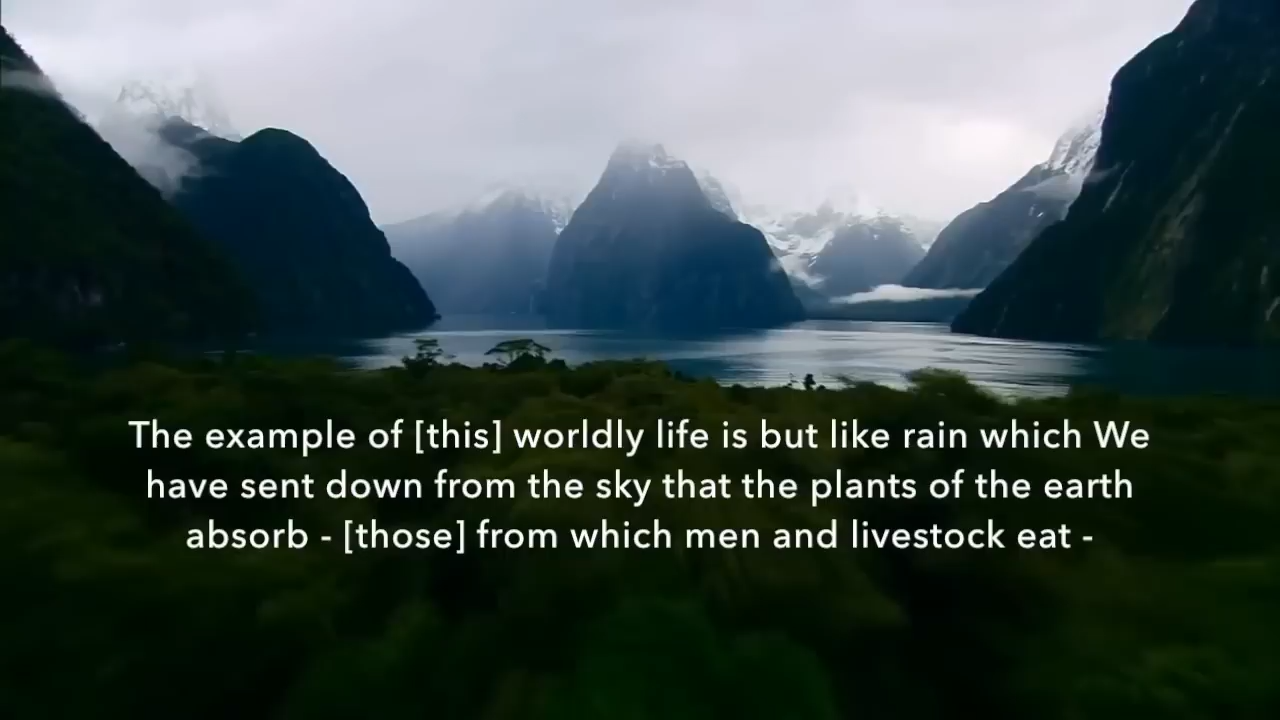 The example of [this] worldly life is but like rain which We
have sent down from the sky that the plants of the earth
absorb - [those] from which men and livestock eat -